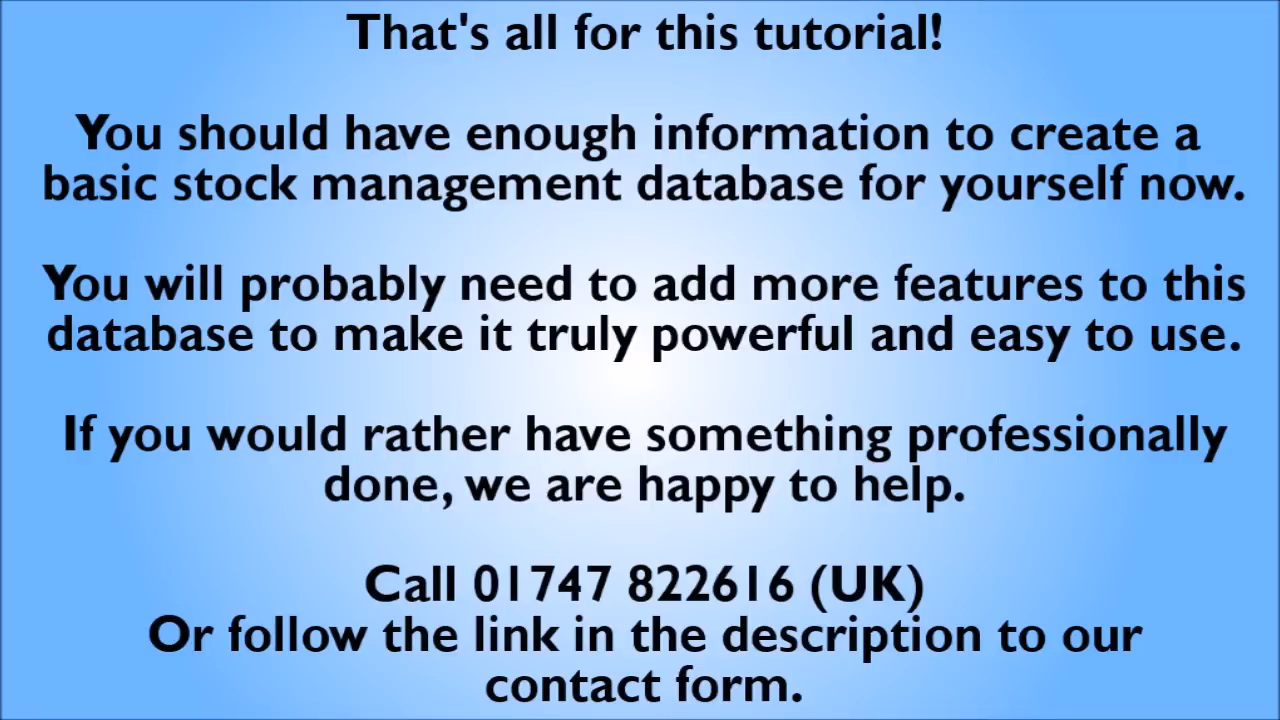 That's all for this tutorial!
You should have enough information to create a
basic stock management database for yourself now.
You will probably need to add more features to this
database to make it truly powerful and easy to use.
If you would rather have something professionally
done, we are happy to help.
Call 01747 822616 (UK)
Or follow the link in the description to our
contact form.